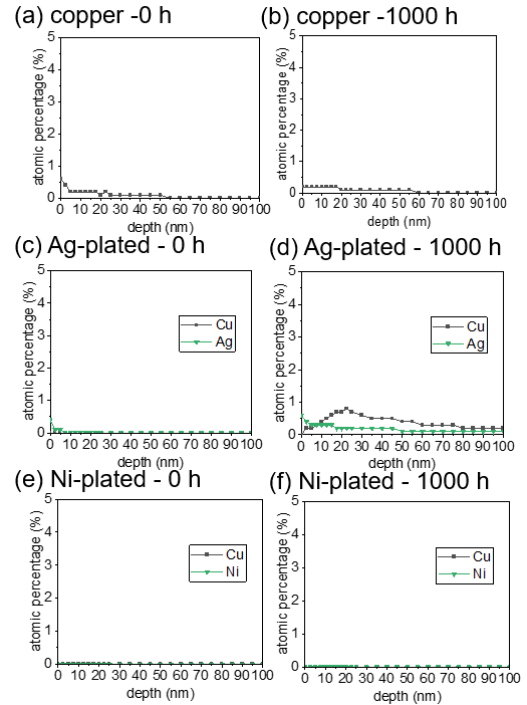 (a) copper -0 h
(b) copper -1000 h
atomic percentage (%)
5
4
3
2
1
0
0 10 20 30 40 50 60 70 80 90 100
depth (nm)
atomic percentage (%)
5
4
3
2
1
0
0 10 20 30 40 50 60 70 80 90 100
depth (nm)
(c) Ag-plated - 0 h
(d) Ag-plated - 1000 h
atomic percentage (%)
5
4
3
2
1
0
Cu
Ag
0 10 20 30 40 50 60 70 80 90 100
depth (nm)
atomic percentage (%)
5
4
3
2
1
0
Cu
Ag
0 10 20 30 40 50 60 70 80 90 100
depth (nm)
(e) Ni-plated - 0 h
(f) Ni-plated - 1000 h
atomic percentage (%)
5
4
3
2
1
0
Cu
Ni
0 10 20 30 40 50 60 70 80 90 100
depth (nm)
atomic percentage (%)
5
4
3
2
1
0
Cu
Ni
0 10 20 30 40 50 60 70 80 90 100
depth (nm)